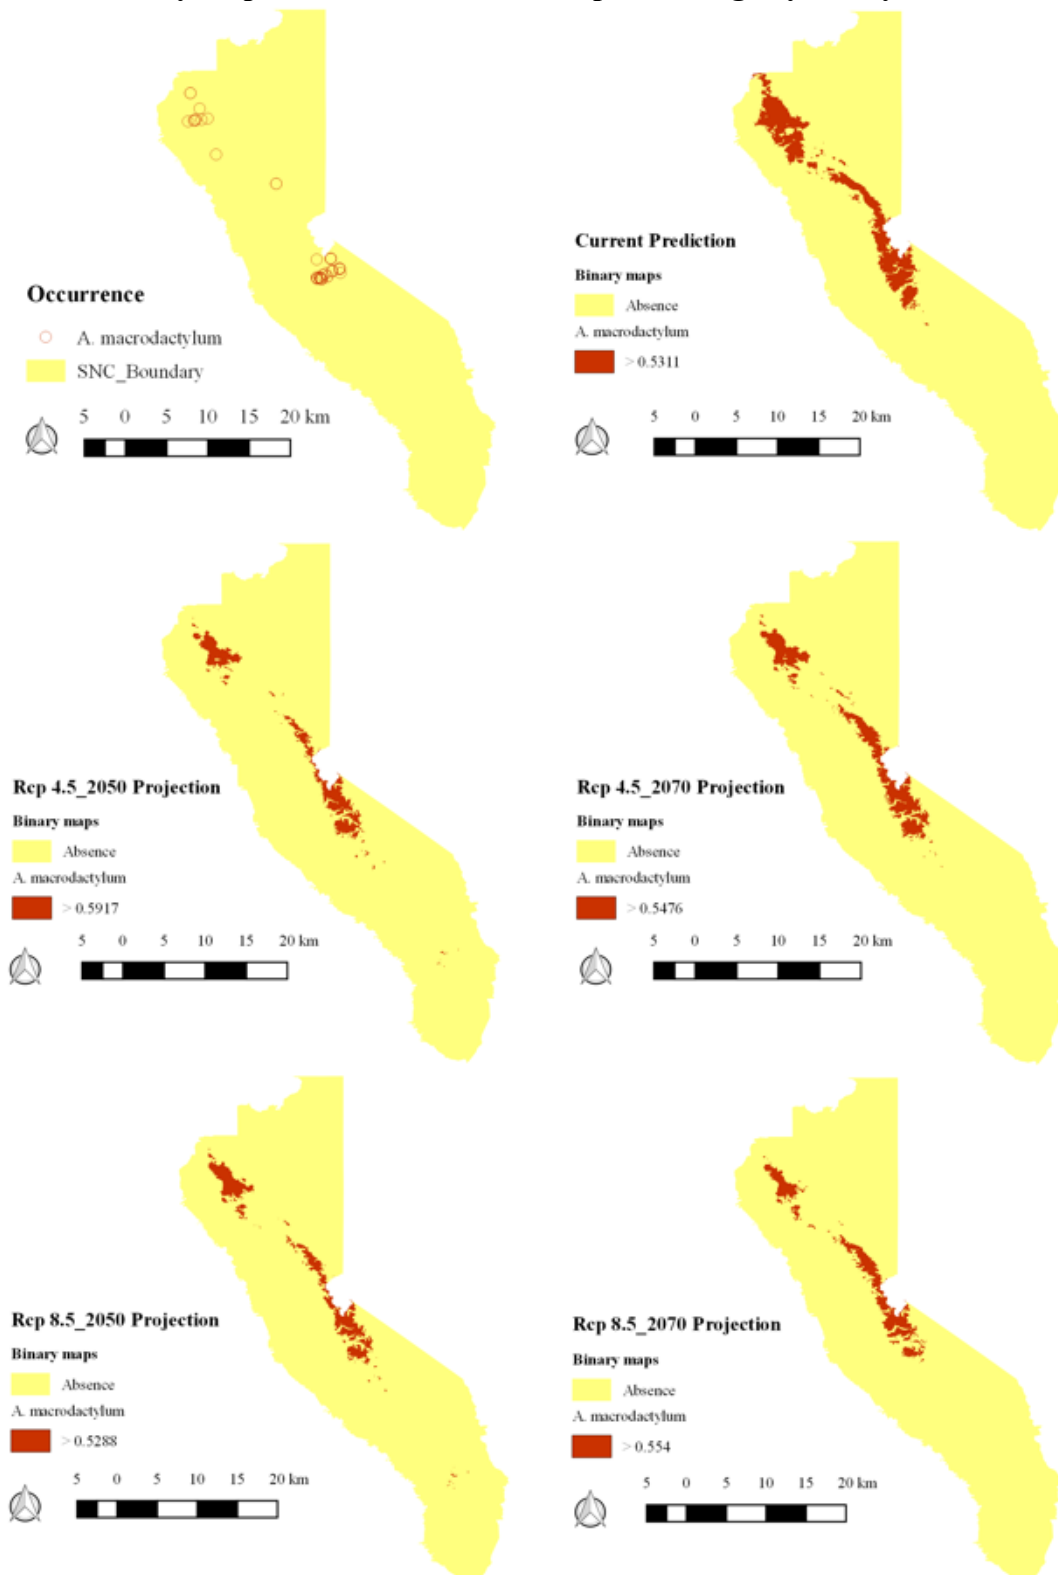 Occurrence
A. macrodactylum
SNC_Boundary
5 0 5 10 15 20 km
Current Prediction
Binary maps
Absence
A. macrodactylum
> 0.5311
5 0 5 10 15 20 km
Rcp 4.5_2050 Projection
Binary maps
Absence
A. macrodactylum
> 0.5917
5 0 5 10 15 20 km
Rcp 4.5_2070 Projection
Binary maps
Absence
A. macrodactylum
> 0.5476
5 0 5 10 15 20 km
Rcp 8.5_2050 Projection
Binary maps
Absence
A. macrodactylum
> 0.5288
5 0 5 10 15 20 km
Rcp 8.5_2070 Projection
Binary maps
Absence
A. macrodactylum
> 0.554
5 0 5 10 15 20 km